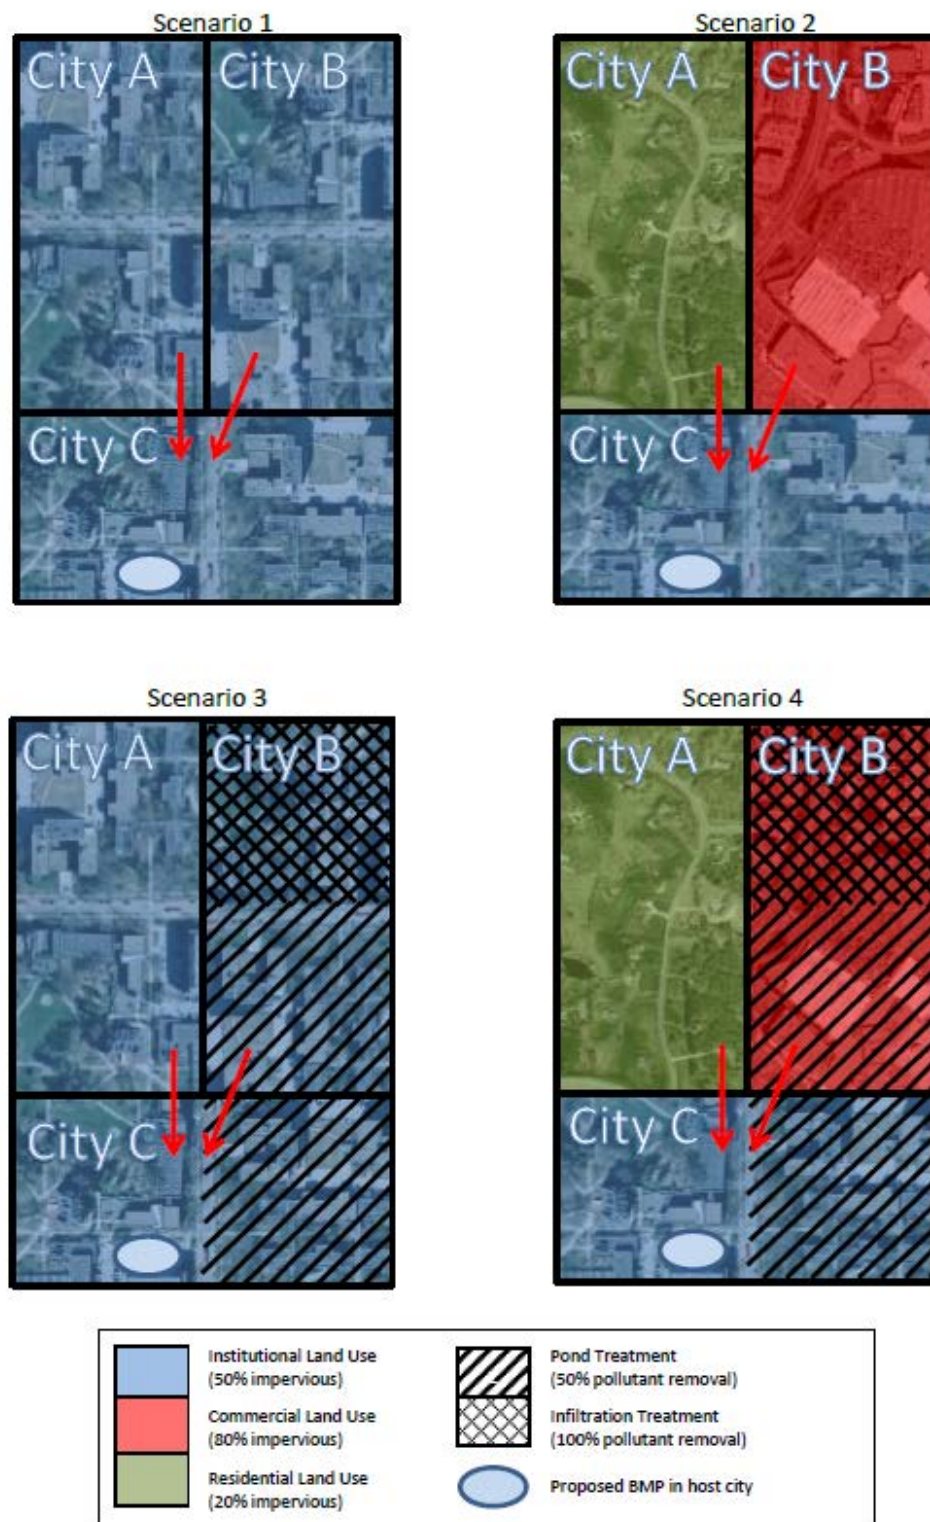 Scenario 1
Scenario 2
City A
City B
City A
City B
City C
City C
Scenario 3
Scenario 4
City A
City B
City A
City B
City C
City C
Institutional Land Use
(50% impervious)
Pond Treatment
(50% pollutant removal)
Commercial Land Use
(80% impervious)
Infiltration Treatment
(100% pollutant removal)
Residential Land Use
(20% impervious)
Proposed BMP in host city